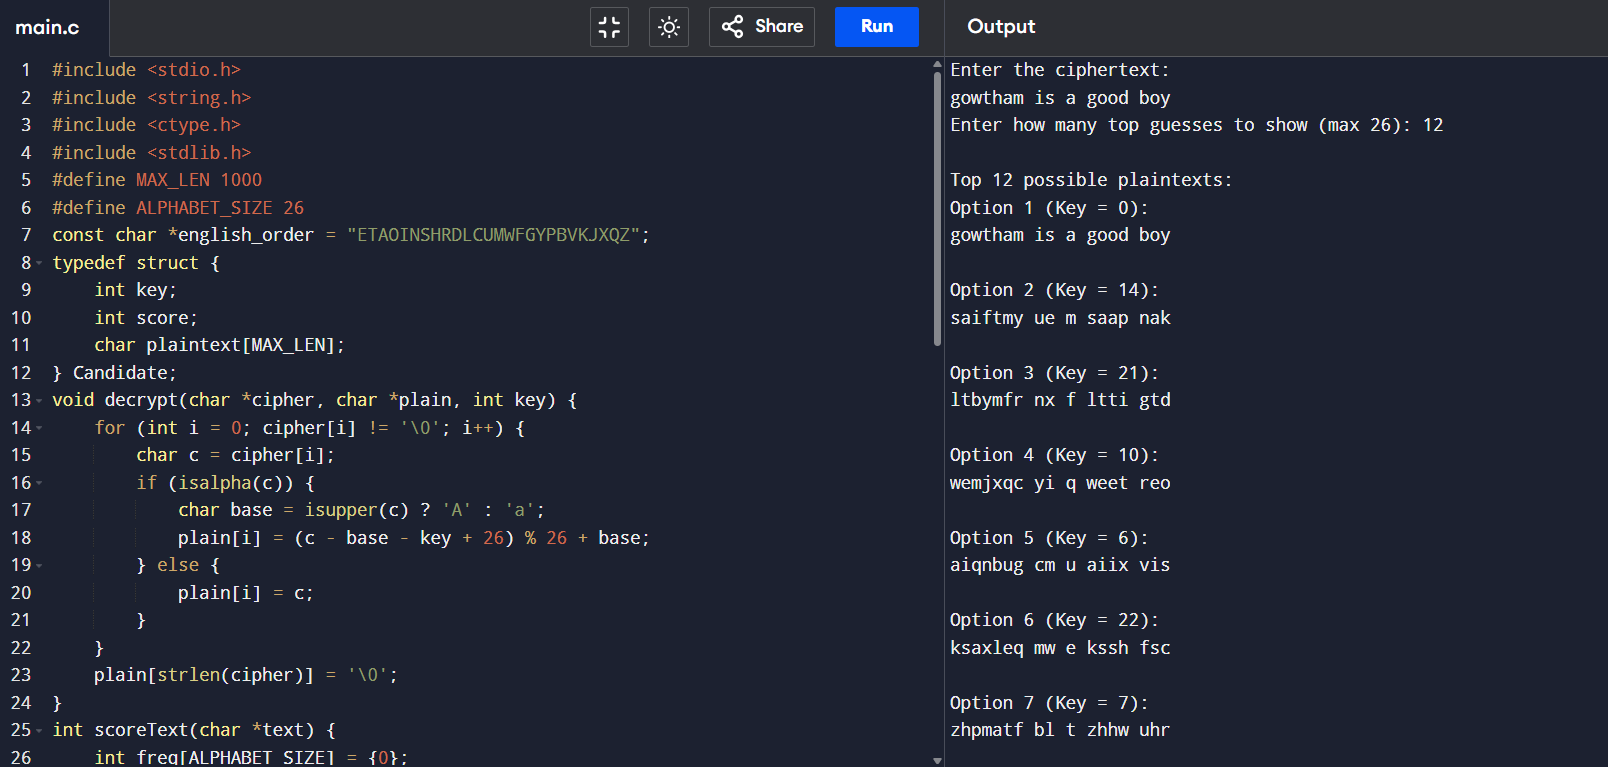 main.c
Share
Run
Output
1 #include <stdio.h>
2 #include <string.h>
3 #include <ctype.h>
4 #include <stdlib.h>
5 #define MAX_LEN 1000
6 #define ALPHABET_SIZE 26
7 const char *english_order = "ETAOINSHRDLCUMWFGYPBVKJXQZ";
8 typedef struct {
9     int key;
10     int score;
11     char plaintext[MAX_LEN];
12 } Candidate;
13 void decrypt(char *cipher, char *plain, int key) {
14     for (int i = 0; cipher[i] != '\0'; i++) {
15         char c = cipher[i];
16         if (isalpha(c)) {
17             char base = isupper(c) ? 'A' : 'a';
18             plain[i] = (c - base - key + 26) % 26 + base;
19         } else {
20             plain[i] = c;
21         }
22     }
23     plain[strlen(cipher)] = '\0';
24 }
25 int scoreText(char *text) {
26     int freq[ALPHABET_SIZE] = {0};
Enter the ciphertext:
gowtham is a good boy
Enter how many top guesses to show (max 26): 12
Top 12 possible plaintexts:
Option 1 (Key = 0):
gowtham is a good boy
Option 2 (Key = 14):
saiftmy ue m saap nak
Option 3 (Key = 21):
ltbymfr nx f ltti gtd
Option 4 (Key = 10):
wemjxqc yi q weet reo
Option 5 (Key = 6):
aiqnbug cm u aiix vis
Option 6 (Key = 22):
ksaxleq mw e kssh fsc
Option 7 (Key = 7):
zhpmatf bl t zhhw uhr